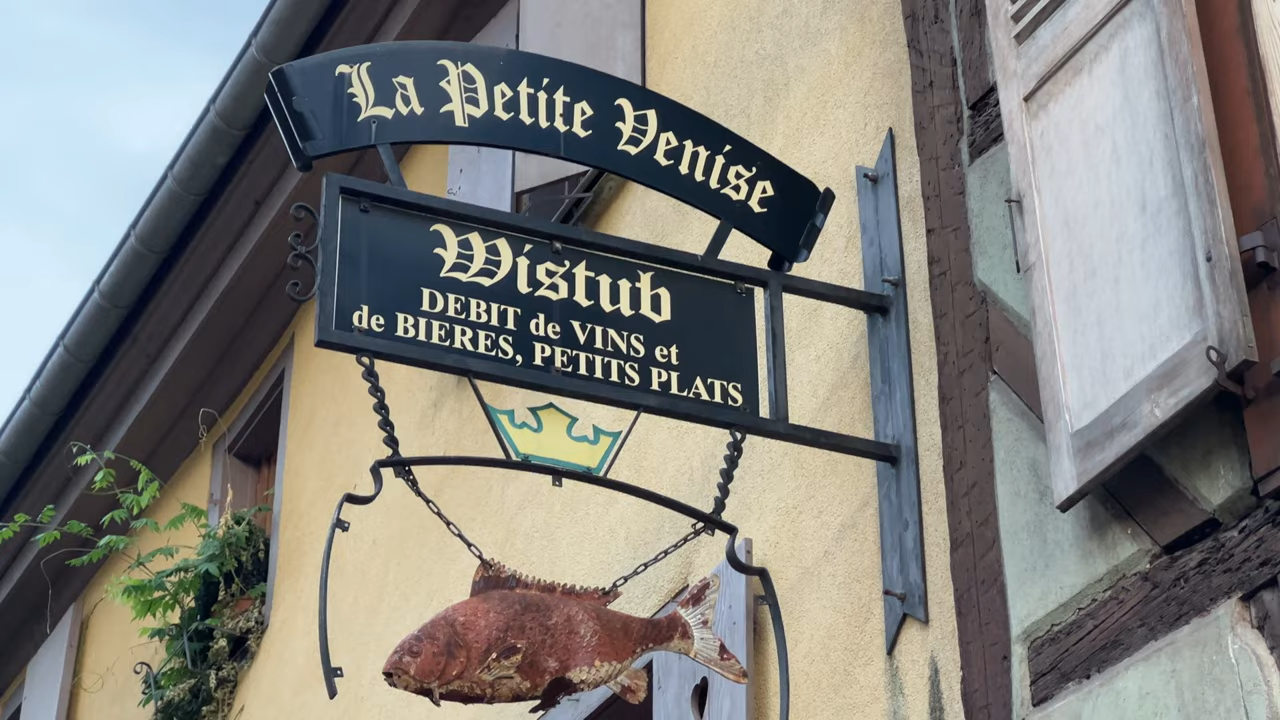 La Petite Venise
Wistub
DEBIT de VINS et
de BIERES, PETITS PLATS